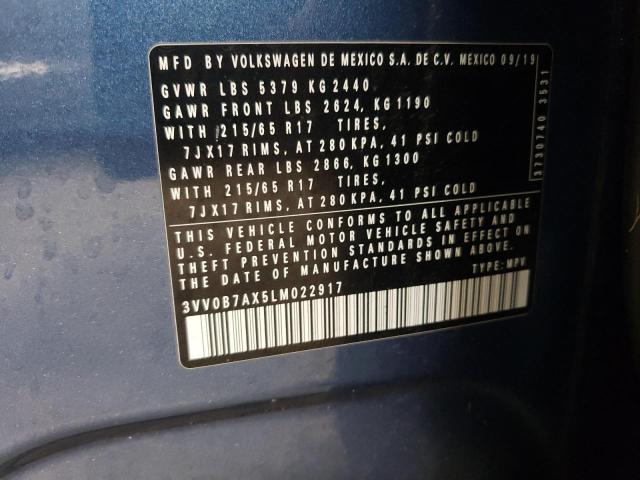 MFD BY VOLKSWAGEN DE MEXICO S.A. DE C.V. MEXICO 09/19
GVWR LBS 5379 KG 2440
GAWR FRONT LBS 2624, KG 1190
WITH 215/65 R17 TIRES,
7JX17 RIMS, AT 280 KPA, 41 PSI COLD
GAWR REAR LBS 2866, KG 1300
WITH 215/65 R17 TIRES,
7JX17 RIMS, AT 280 KPA, 41 PSI COLD
THIS VEHICLE CONFORMS TO ALL APPLICABLE
U.S. FEDERAL MOTOR VEHICLE SAFETY AND
THEFT PREVENTION STANDARDS IN EFFECT ON
THE DATE OF MANUFACTURE SHOWN ABOVE.
3VV0B7AX5LM022917 TYPE: MPV
3730740 3531